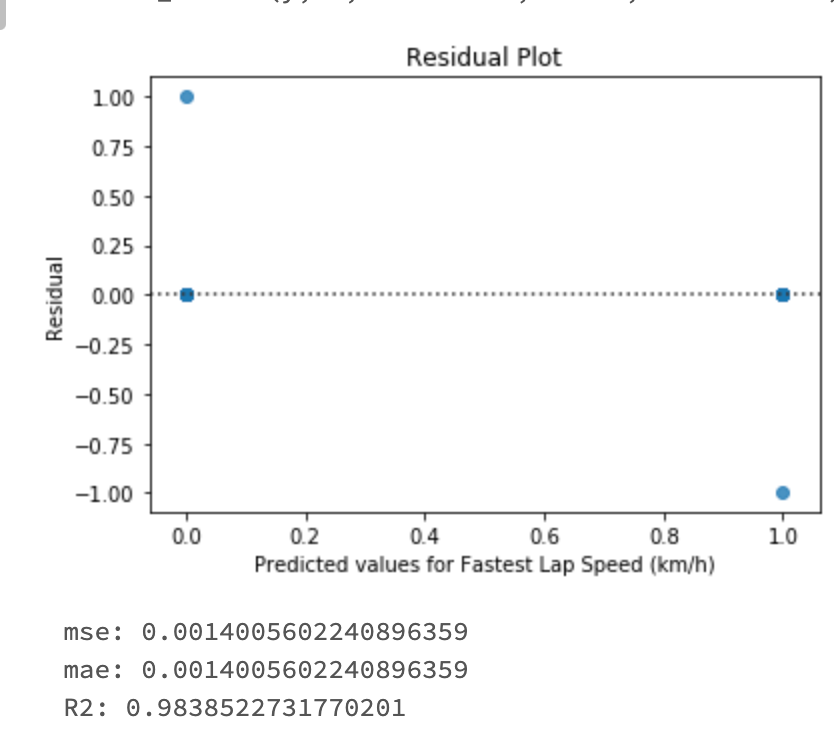 Residual Plot
1.00
0.75
0.50
0.25
0.00
−0.25
−0.50
−0.75
−1.00
Residual
0.0 0.2 0.4 0.6 0.8 1.0
Predicted values for Fastest Lap Speed (km/h)
mse: 0.0014005602240896359
mae: 0.0014005602240896359
R2: 0.9838522731770201